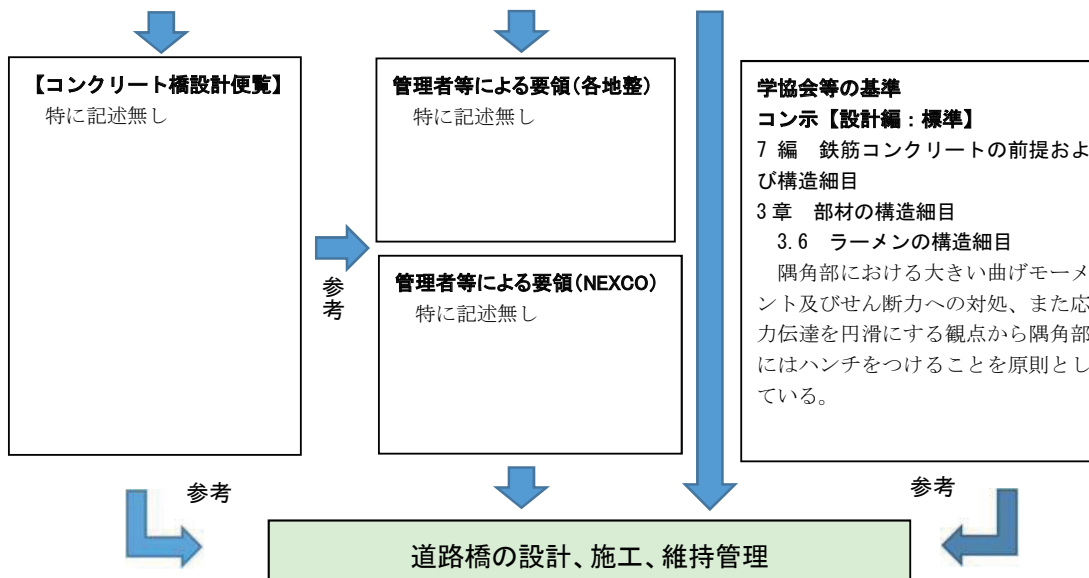 【コンクリート橋設計便覧】
特に記述無し
参考
管理者等による要領（各地整）
特に記述無し
管理者等による要領（NEXCO）
特に記述無し
学協会等の基準
コン示【設計編：標準】
7 編　鉄筋コンクリートの前提およ
び構造細目
3 章　部材の構造細目
3.6　ラーメンの構造細目
隅角部における大きい曲げモーメ
ント及びせん断力への対処、また応
力伝達を円滑にする観点から隅角部
にはハンチをつけることを原則とし
ている。
参考
参考
道路橋の設計、施工、維持管理